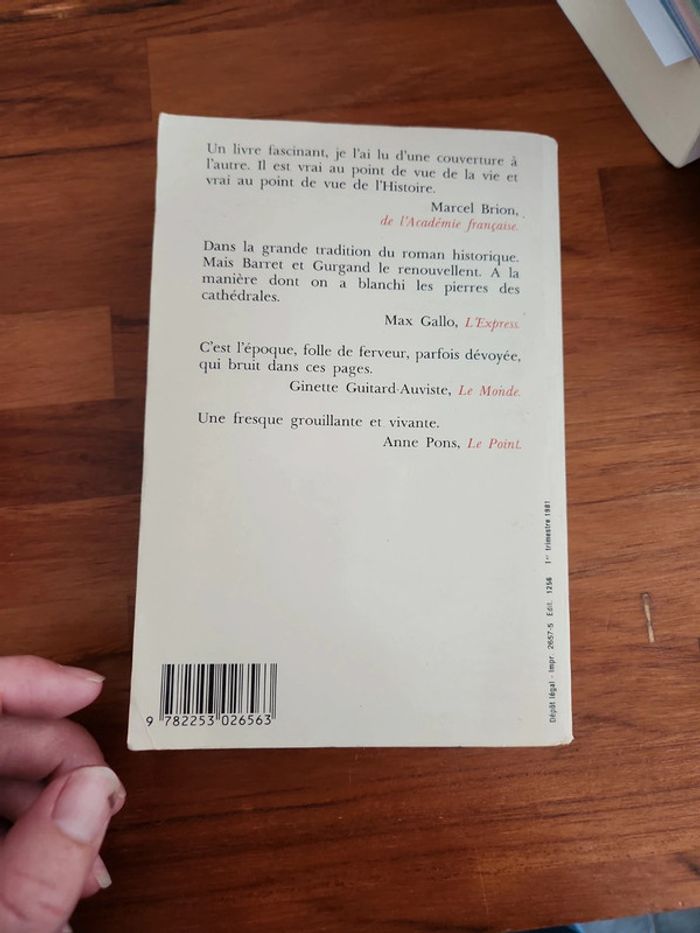 Un livre fascinant, je l'ai lu d'une couverture à
l'autre. Il est vrai au point de vue de la vie et
vrai au point de vue de l'Histoire.
Marcel Brion,
de l'Académie française.
Dans la grande tradition du roman historique.
Mais Barret et Gurgand le renouvellent. A la
manière dont on a blanchi les pierres des
cathédrales.
Max Gallo, L'Express.
C'est l'époque, folle de ferveur, parfois dévoyée,
qui bruit dans ces pages.
Ginette Guitard-Auviste, Le Monde.
Une fresque grouillante et vivante.
Anne Pons, Le Point.
Dépôt légal - Impr. 2657-5 Edit. 1256 1er trimestre 1981
9 782253 026563